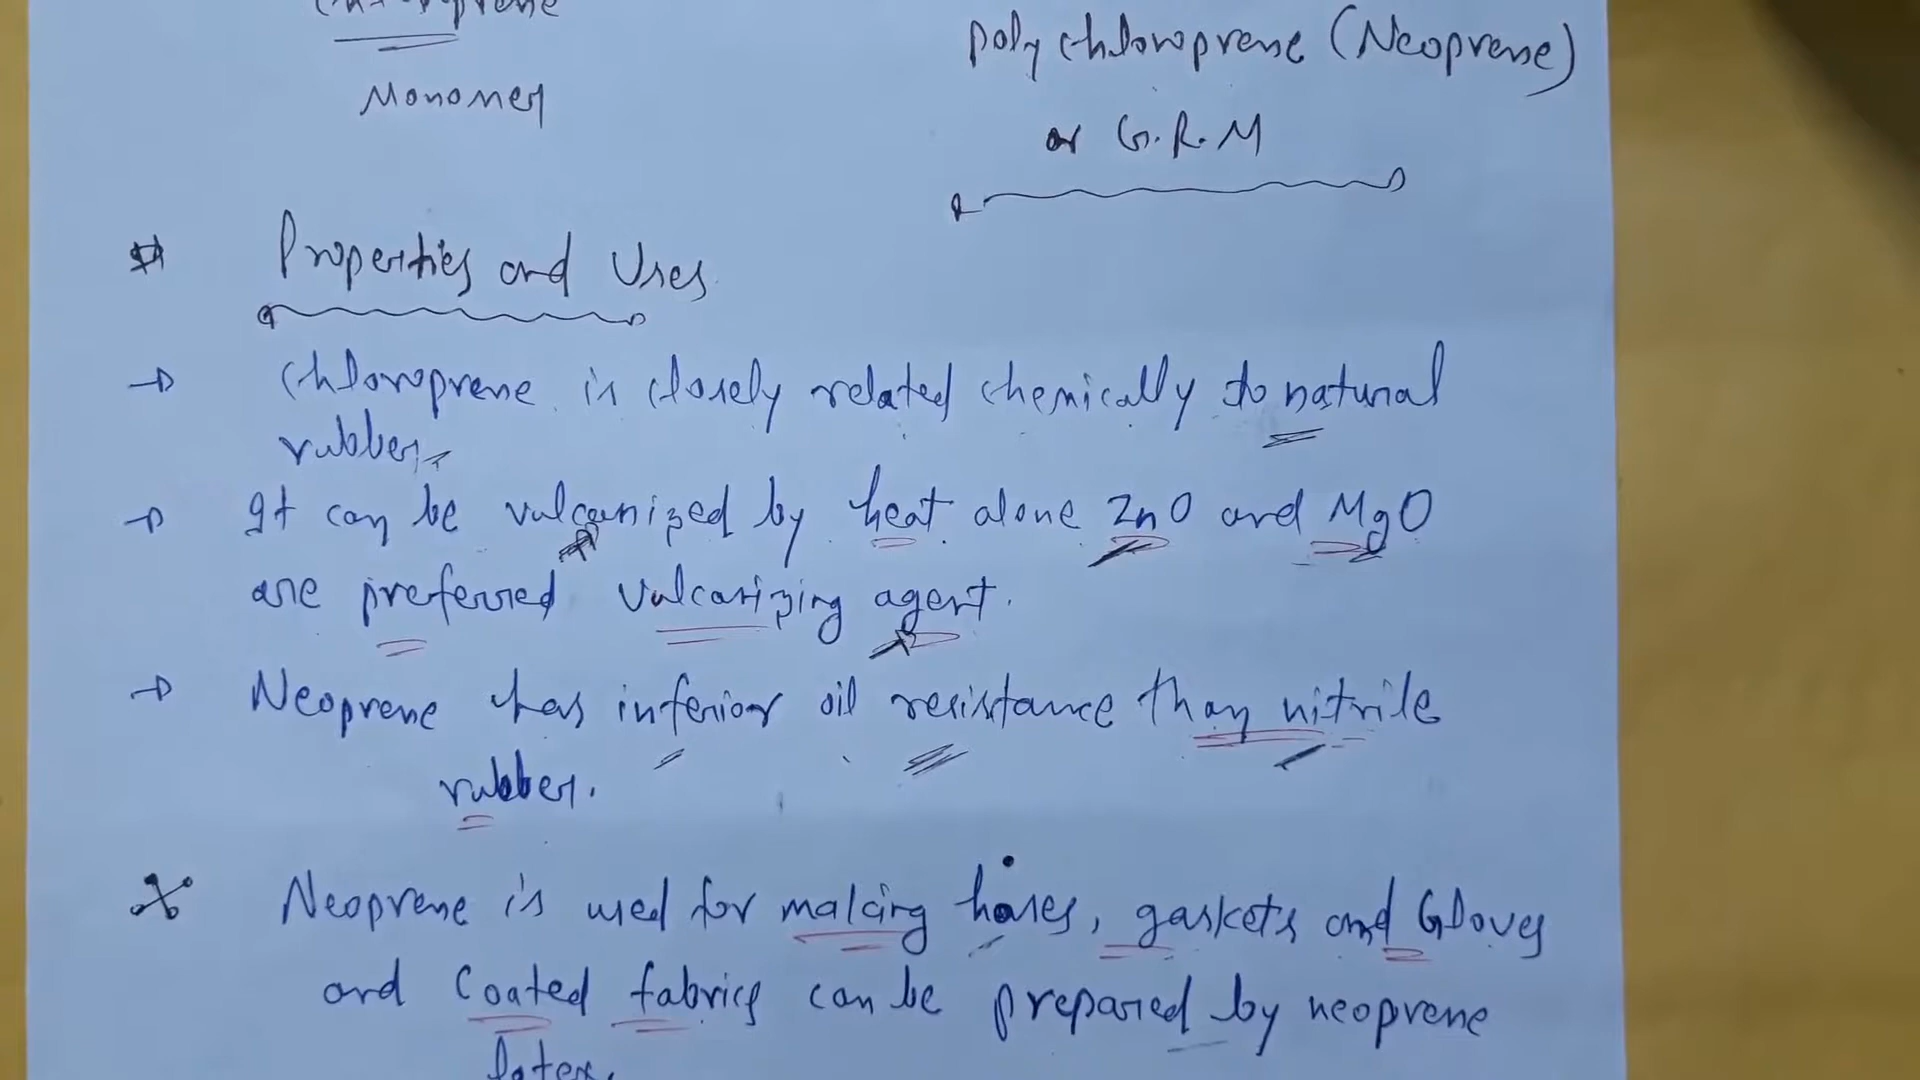 Chloroprene
Monomer
Polychloroprene (Neoprene)
or G.R.M
Properties and Uses
→ Chloroprene is closely related chemically to natural
rubber.
→ It can be vulcanized by heat alone ZnO and MgO
are preferred vulcanizing agent.
→ Neoprene has inferior oil resistance than nitrile
rubber.
Neoprene is used for making hoses, gaskets and Gloves
and Coated fabrics can be prepared by neoprene
latex.